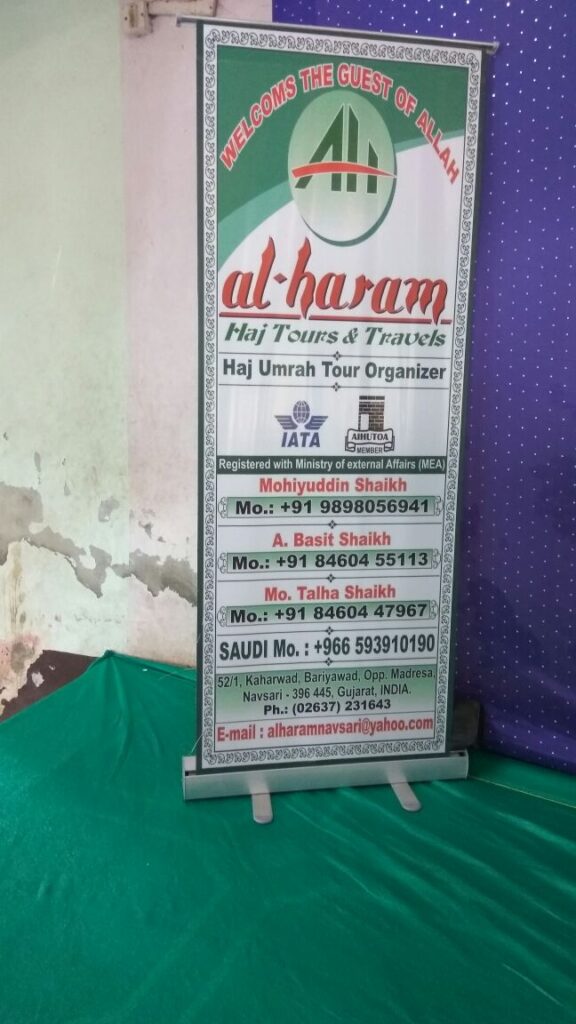 WELCOMS THE GUEST OF ALLAH
AH
al-haram
Haj Tours & Travels
Haj Umrah Tour Organizer
IATA
AIHUTOA
MEMBER
Registered with Ministry of external Affairs (MEA)
Mohiyuddin Shaikh
Mo.: +91 9898056941
A. Basit Shaikh
Mo.: +91 84604 55113
Mo. Talha Shaikh
Mo.: +91 84604 47967
SAUDI Mo. : +966 593910190
52/1, Kaharwad, Bariyawad, Opp. Madresa,
Navsari - 396 445, Gujarat, INDIA.
Ph.: (02637) 231643
E-mail : alharamnavsari@yahoo.com